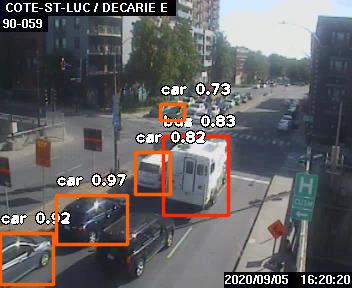 COTE-ST-LUC / DECARIE E
90-059
car 0.73
bus 0.83
car 0.82
car 0.97
car 0.92
H
CUSM
2020/09/05 16:20:20